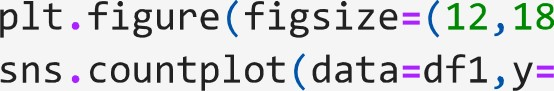 plt.figure(figsize=(12,18
sns.countplot(data=df1,y=